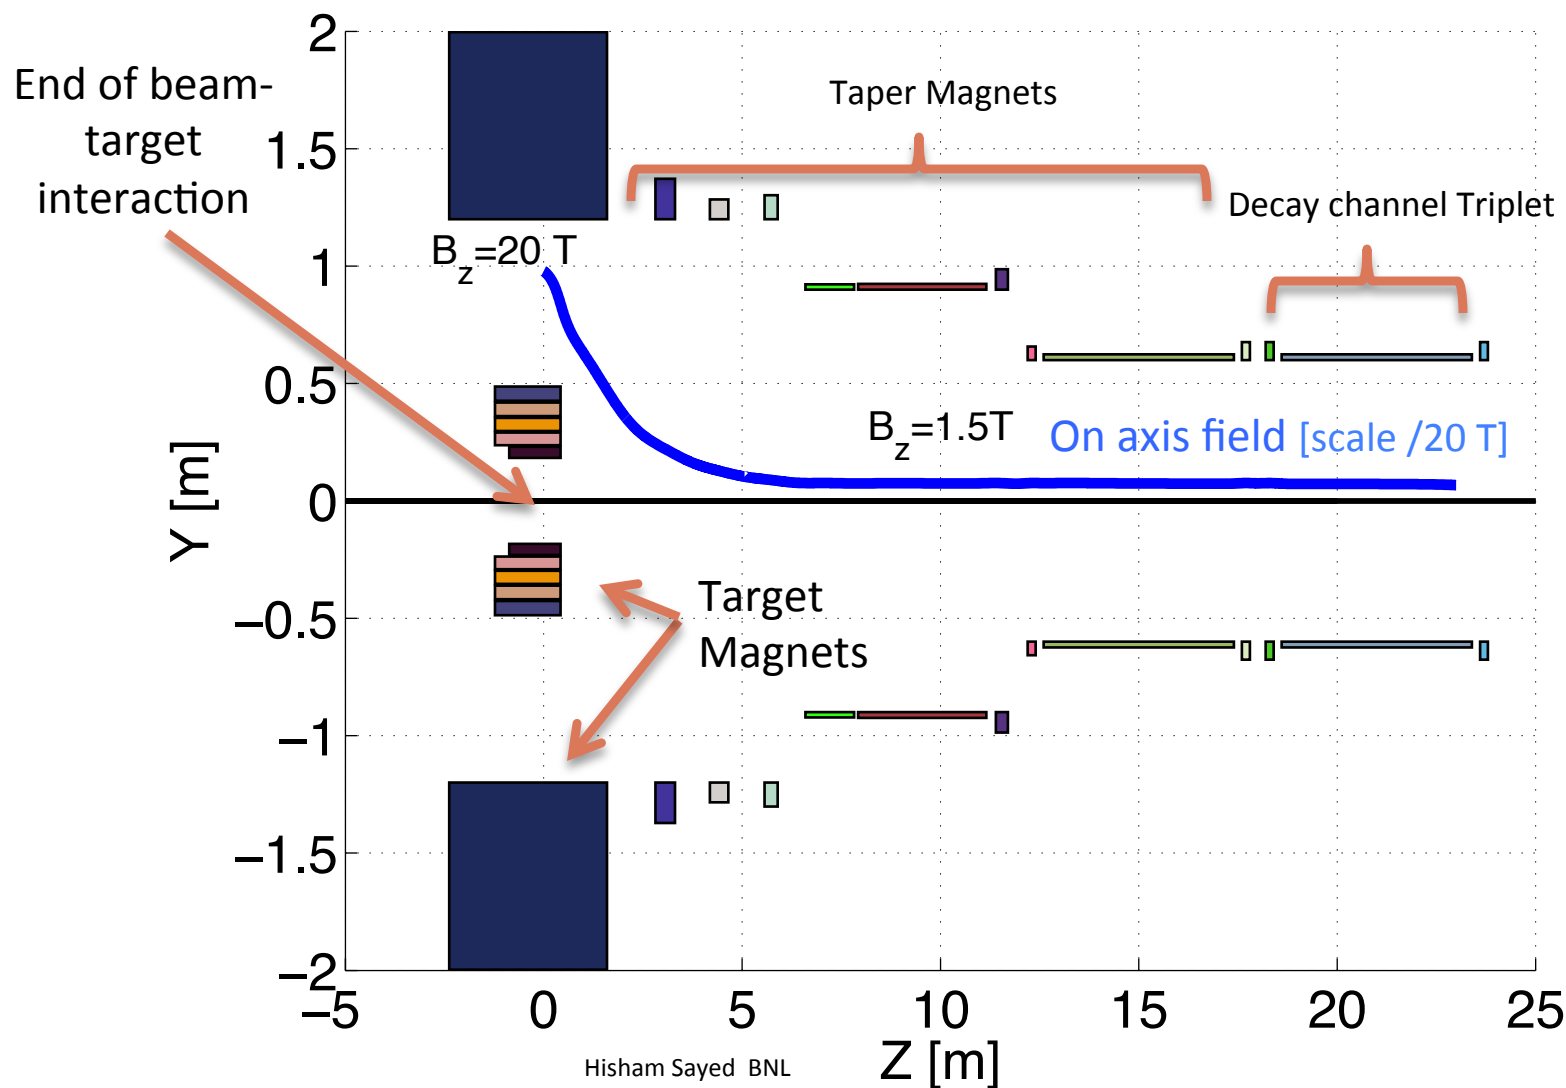 End of beam-
target
interaction
Taper Magnets
Decay channel Triplet
B_z=20 T
B_z=1.5T
On axis field [scale /20 T]
Target
Magnets
Y [m]
2
1.5
1
0.5
0
−0.5
−1
−1.5
−2
−5 0 5 10 15 20 25
Z [m]
Hisham Sayed BNL